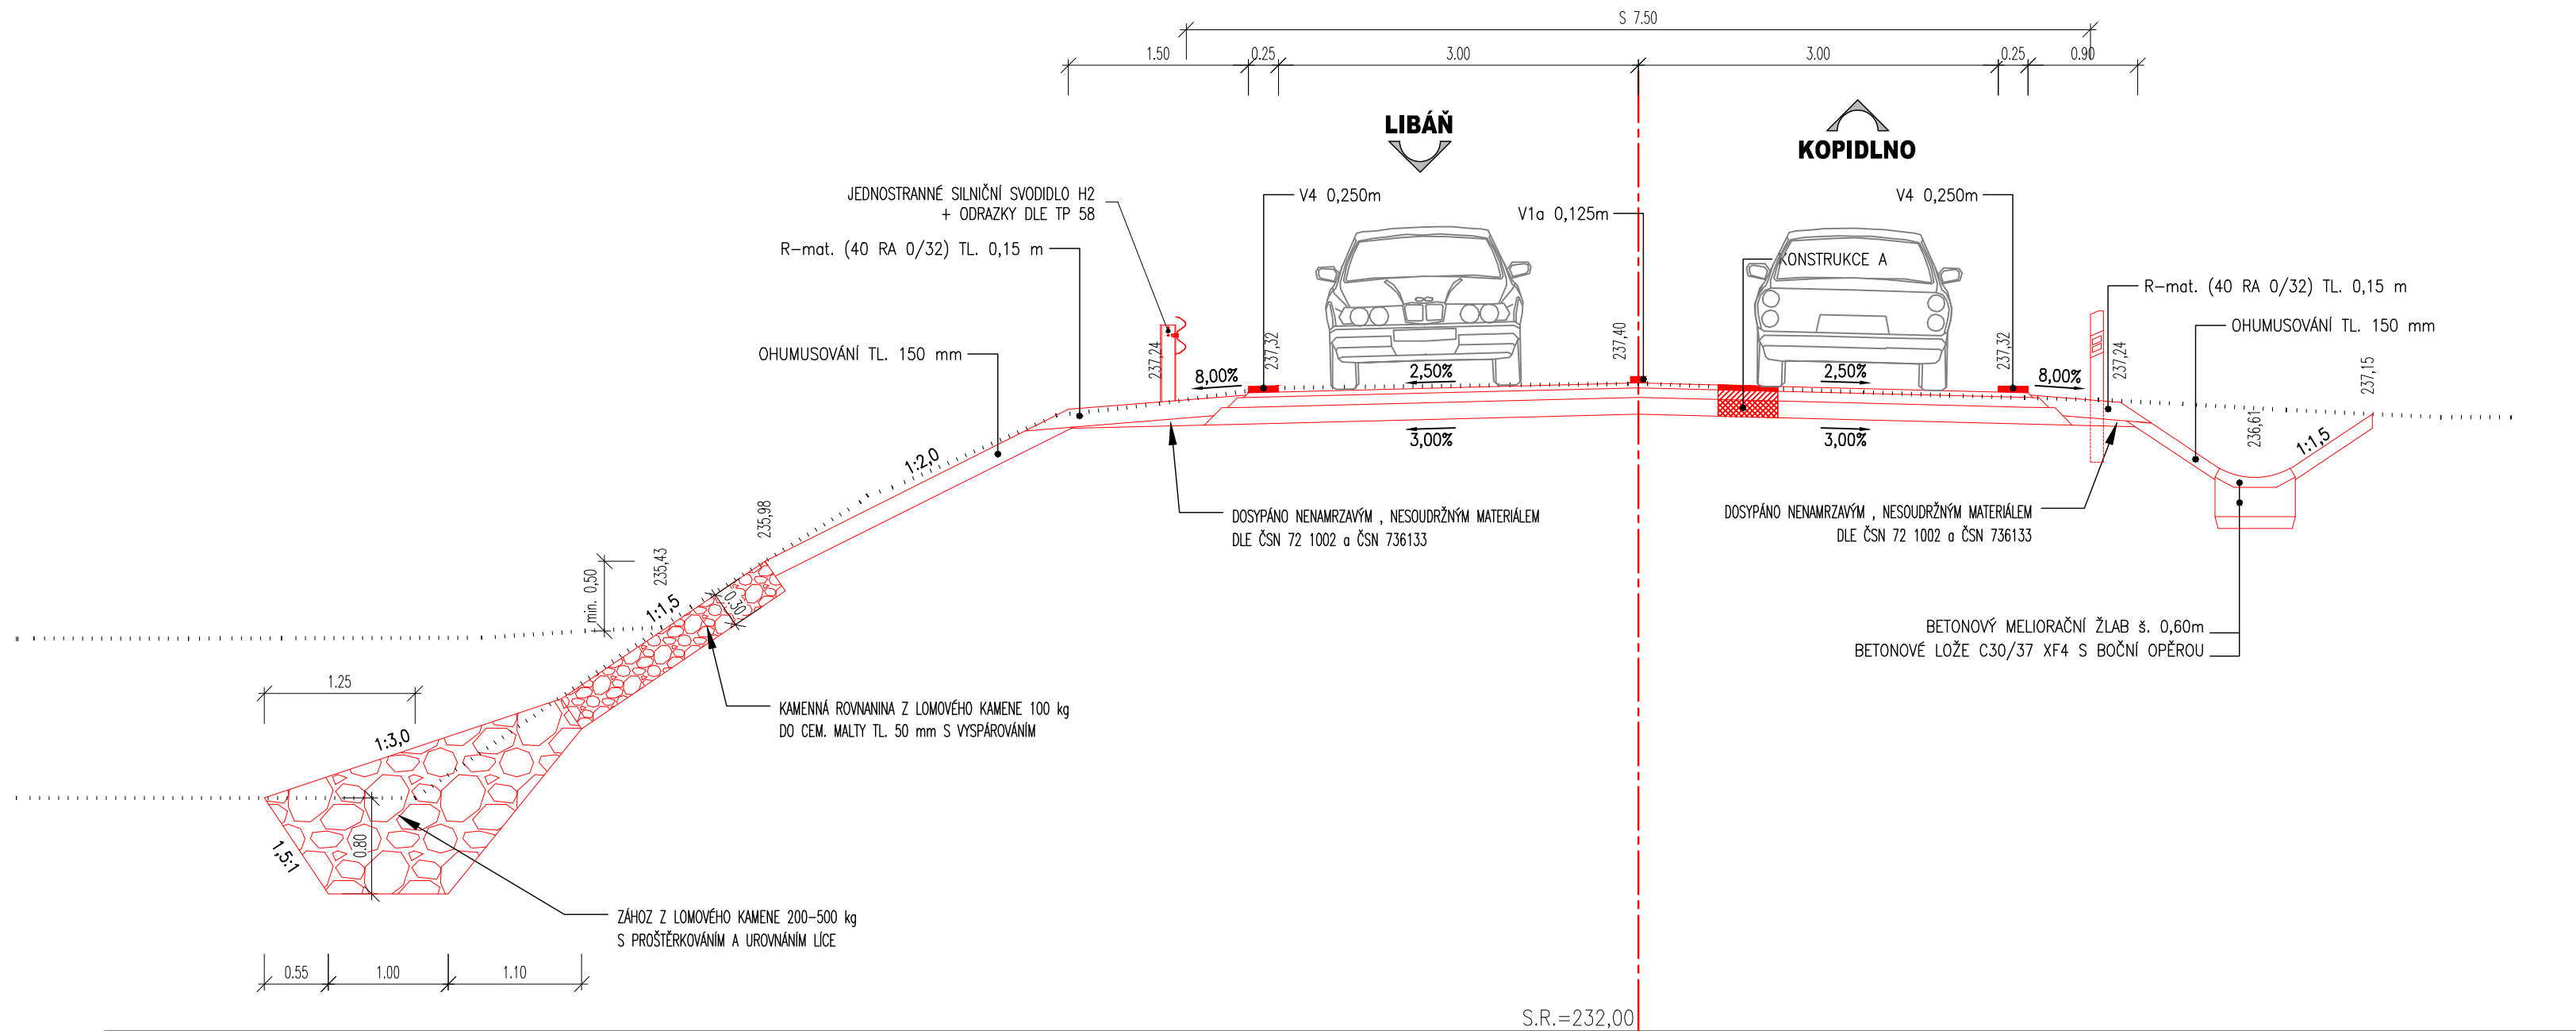 S 7.50
1.50
0.25
3.00
3.00
0.25
0.90
LIBÁŇ
KOPIDLNO
JEDNOSTRANNÉ SILNIČNÍ SVODIDLO H2
+ ODRAZKY DLE TP 58
V4 0,250m
V1a 0,125m
V4 0,250m
R-mat. (40 RA 0/32) TL. 0,15 m
KONSTRUKCE A
R-mat. (40 RA 0/32) TL. 0,15 m
OHUMUSOVÁNÍ TL. 150 mm
OHUMUSOVÁNÍ TL. 150 mm
237,24
237,32
237,40
237,32
237,24
237,15
8,00%
2,50%
2,50%
8,00%
236,61
1:1,5
3,00%
3,00%
1:2,0
235,98
DOSYPÁNO NENAMRZAVÝM , NESOUDRŽNÝM MATERIÁLEM
DLE ČSN 72 1002 a ČSN 736133
DOSYPÁNO NENAMRZAVÝM , NESOUDRŽNÝM MATERIÁLEM
DLE ČSN 72 1002 a ČSN 736133
min. 0,50
235,43
1:1,5
0.30
BETONOVÝ MELIORAČNÍ ŽLAB š. 0,60m
BETONOVÉ LOŽE C30/37 XF4 S BOČNÍ OPĚROU
1.25
KAMENNÁ ROVNANINA Z LOMOVÉHO KAMENE 100 kg
DO CEM. MALTY TL. 50 mm S VYSPÁROVÁNÍM
1:3,0
0.80
1,5:1
ZÁHOZ Z LOMOVÉHO KAMENE 200-500 kg
S PROŠTĚRKOVÁNÍM A UROVNÁNÍM LÍCE
0.55
1.00
1.10
S.R.=232,00